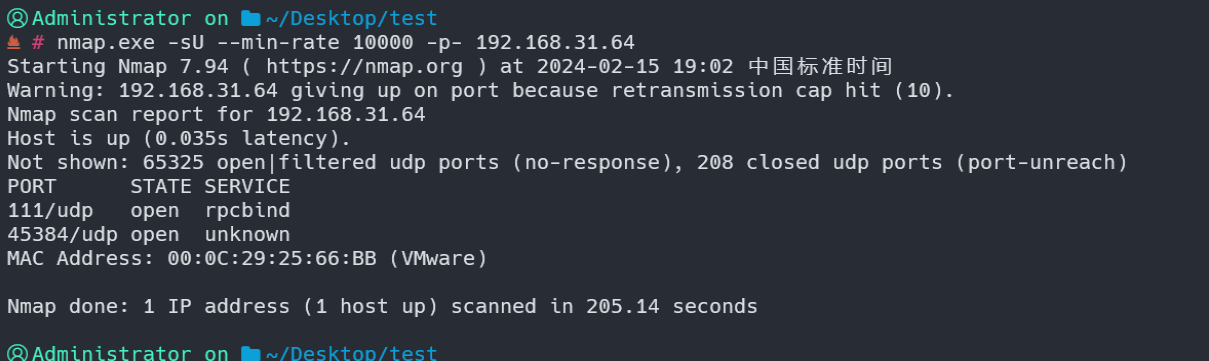 Administrator on ~/Desktop/test
# nmap.exe -sU --min-rate 10000 -p- 192.168.31.64
Starting Nmap 7.94 ( https://nmap.org ) at 2024-02-15 19:02 中国标准时间
Warning: 192.168.31.64 giving up on port because retransmission cap hit (10).
Nmap scan report for 192.168.31.64
Host is up (0.035s latency).
Not shown: 65325 open|filtered udp ports (no-response), 208 closed udp ports (port-unreach)
PORT      STATE SERVICE
111/udp   open  rpcbind
45384/udp open  unknown
MAC Address: 00:0C:29:25:66:BB (VMware)
Nmap done: 1 IP address (1 host up) scanned in 205.14 seconds
Administrator on ~/Desktop/test